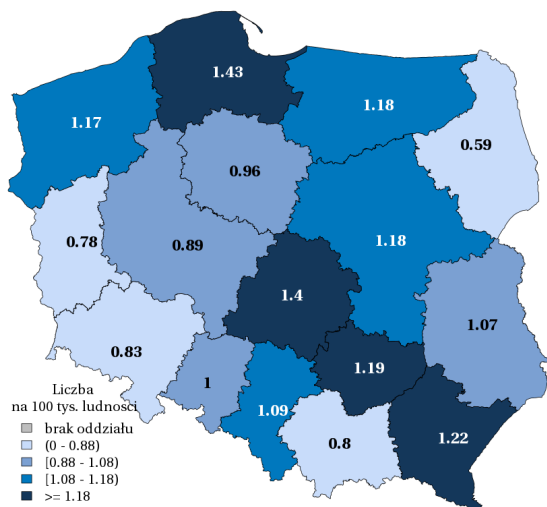 1.43
1.17
1.18
0.59
0.96
0.78
0.89
1.18
1.4
1.07
0.83
1.19
1
1.09
0.8
1.22
Liczba
na 100 tys. ludności
brak oddziału
(0 - 0.88)
[0.88 - 1.08)
[1.08 - 1.18)
>= 1.18